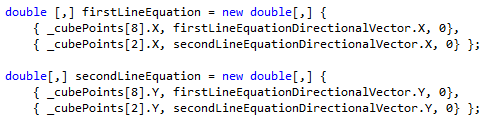 double [,] firstLineEquation = new double[,] {
    { _cubePoints[8].X, firstLineEquationDirectionalVector.X, 0},
    { _cubePoints[2].X, secondLineEquationDirectionalVector.X, 0} };

double[,] secondLineEquation = new double[,] {
    { _cubePoints[8].Y, firstLineEquationDirectionalVector.Y, 0},
    { _cubePoints[2].Y, secondLineEquationDirectionalVector.Y, 0} };